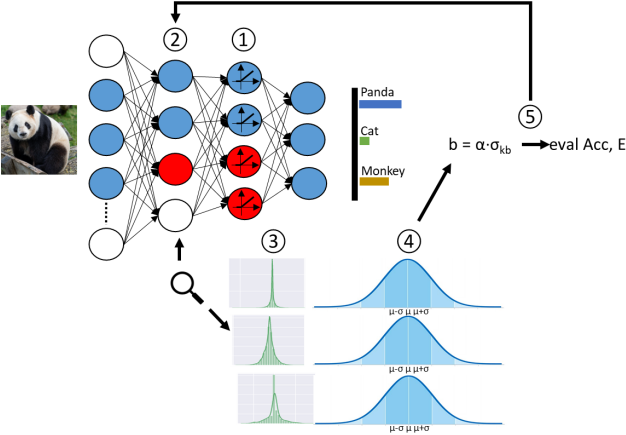 ②
①
Panda
Cat
Monkey
⑤
b = α·σkb
eval Acc, E
③
④
μ-σ μ μ+σ
μ-σ μ μ+σ
μ-σ μ μ+σ